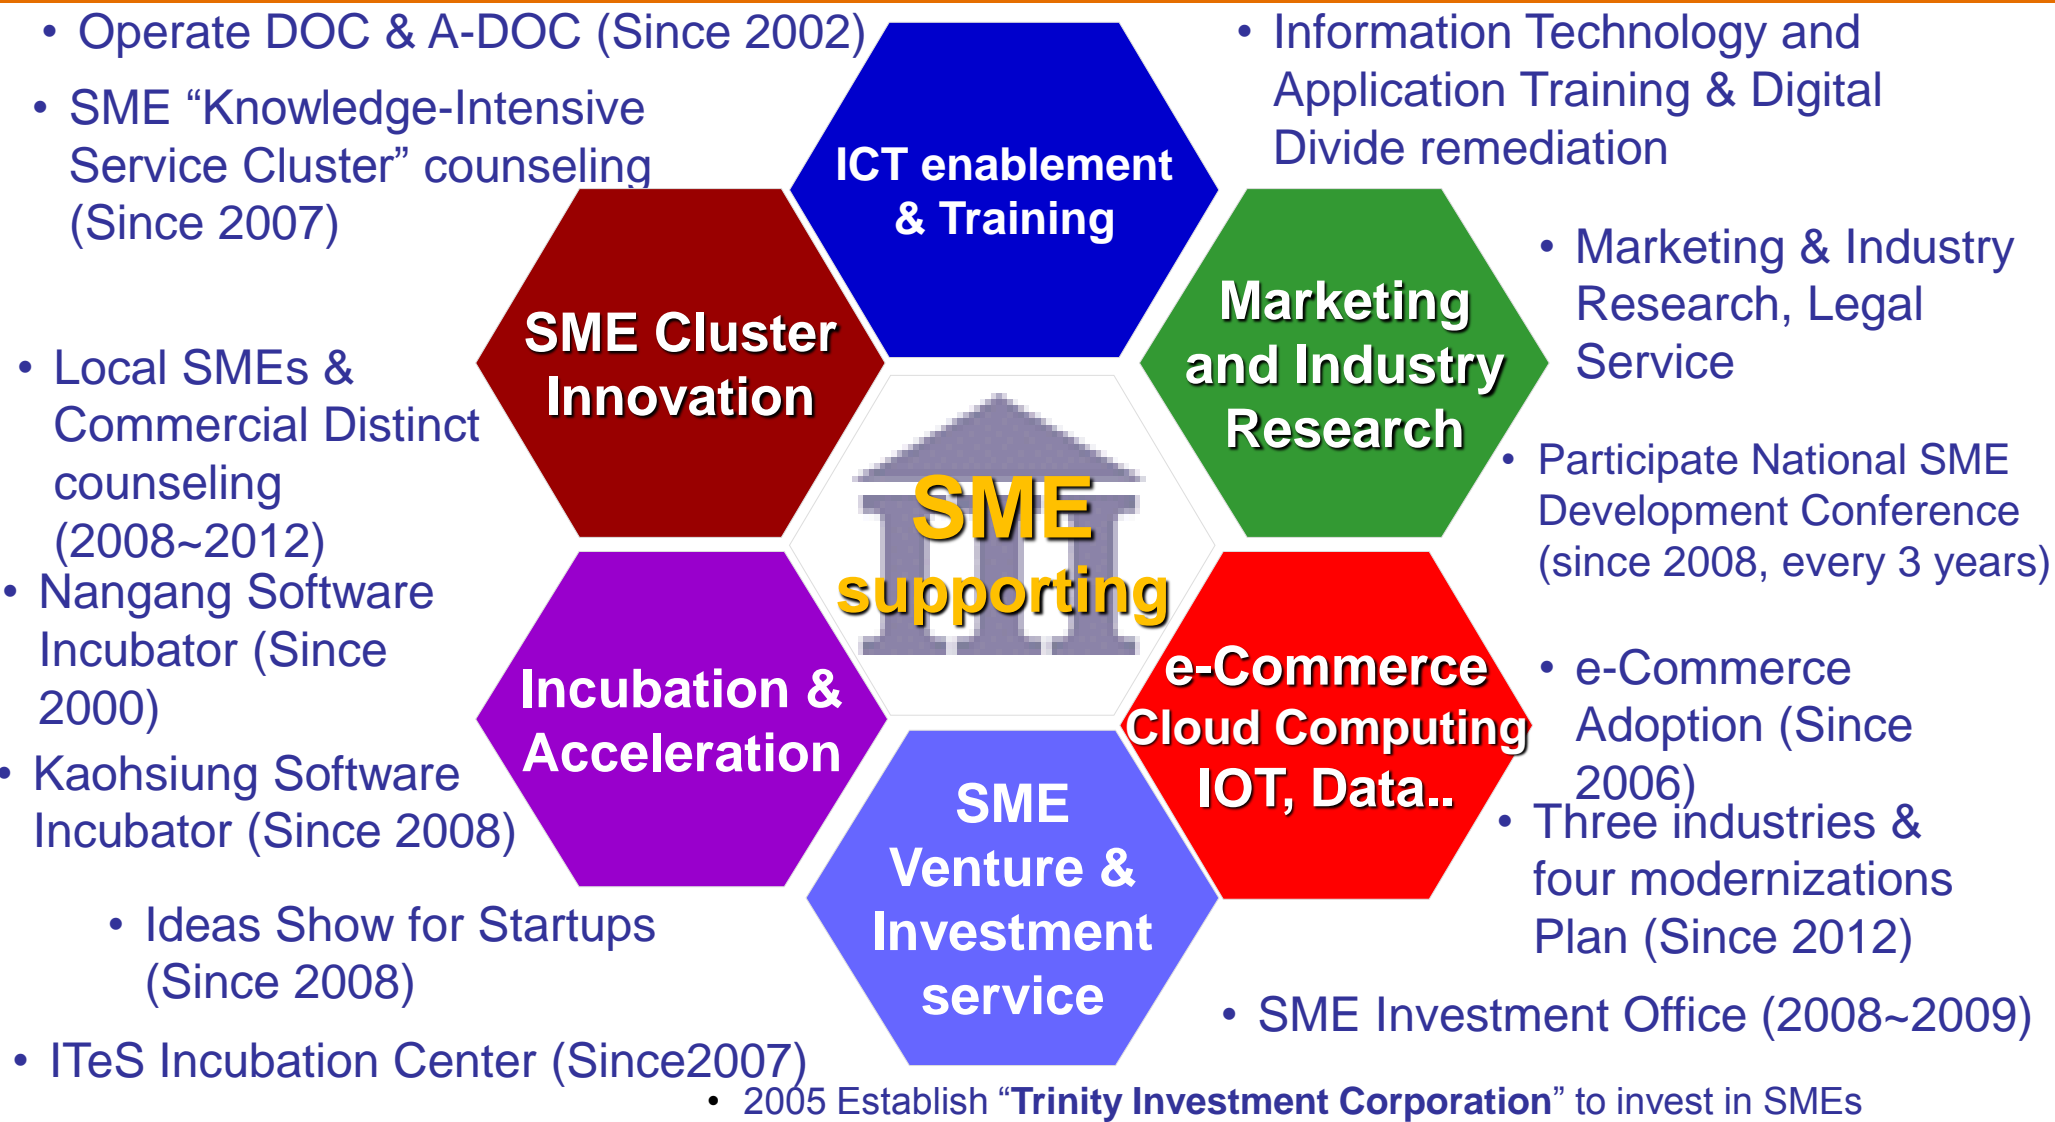 • Operate DOC & A-DOC (Since 2002)
• SME “Knowledge-Intensive
Service Cluster” counseling
(Since 2007)
• Local SMEs &
Commercial Distinct
counseling
(2008~2012)
• Nangang Software
Incubator (Since
2000)
• Kaohsiung Software
Incubator (Since 2008)
• Ideas Show for Startups
(Since 2008)
• ITeS Incubation Center (Since2007)
ICT enablement
& Training
SME Cluster
Innovation
Marketing
and Industry
Research
SME
supporting
Incubation &
Acceleration
e-Commerce
Cloud Computing
IOT, Data..
SME
Venture &
Investment
service
• Information Technology and
Application Training & Digital
Divide remediation
• Marketing & Industry
Research, Legal
Service
• Participate National SME
Development Conference
(since 2008, every 3 years)
• e-Commerce
Adoption (Since
2006)
• Three industries &
four modernizations
Plan (Since 2012)
• SME Investment Office (2008~2009)
• 2005 Establish “Trinity Investment Corporation” to invest in SMEs